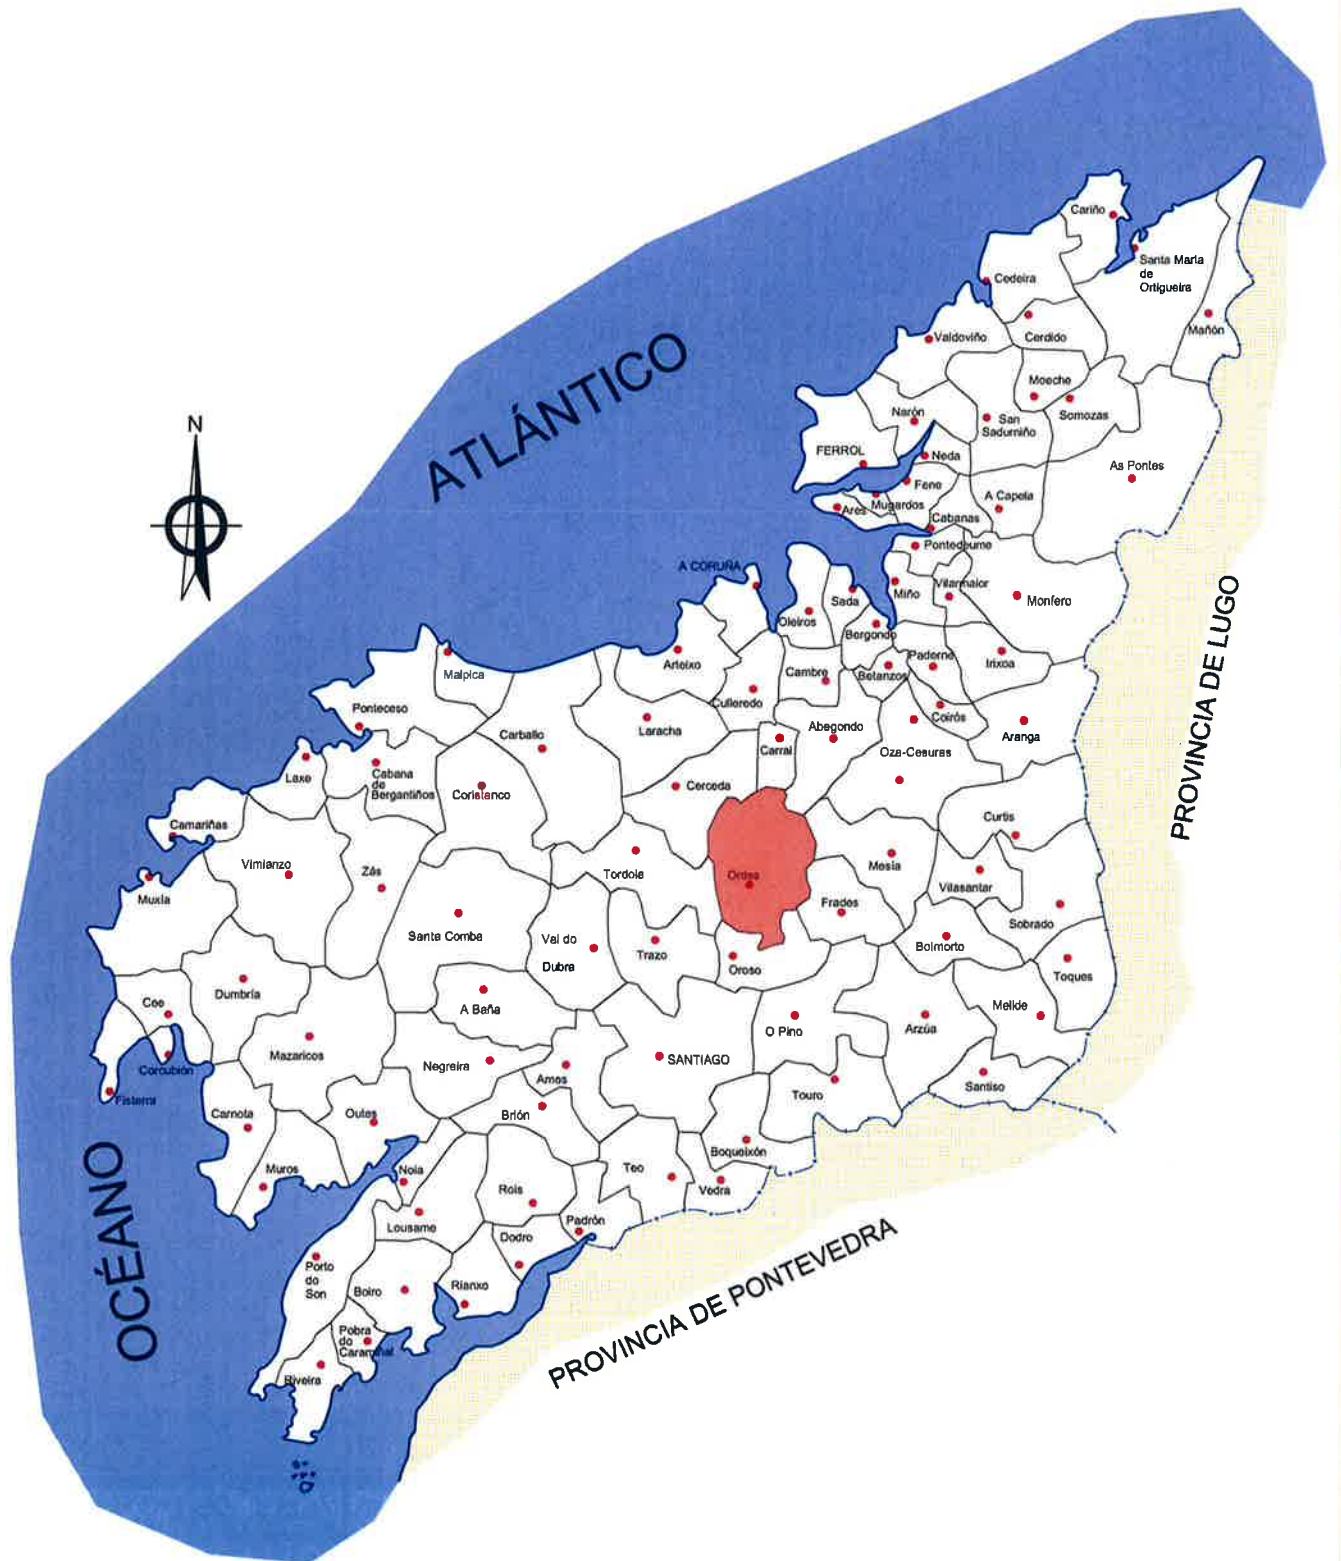 Cariño
Santa María
de
Ortigueira
Cedeira
Mañón
Valdoviño
Cerdido
Moeche
Somozas
Narón
San
Sadurniño
FERROL
Neda
As Pontes
Fene
A Capela
Mugardos
Ares
Cabanas
Pontedeume
N
ATLÁNTICO
A CORUÑA
Miño
Vilarmaior
Monfero
Sada
Oleiros
Bergondo
PROVINCIA DE LUGO
Arteixo
Paderne
Irixoa
Malpica
Cambre
Betanzos
Culleredo
Ponteceso
Coirós
Carballo
Laracha
Abegondo
Aranga
Carral
Oza-Cesuras
Laxe
Cabana
de
Bergantiños
Coristanco
Cerceda
Camariñas
Curtis
Vimianzo
Zás
Tordoia
Mesía
Vilasantar
Muxía
Frades
Sobrado
Santa Comba
Val do
Dubra
Trazo
Oroso
Boimorto
Toques
Dumbría
Cee
A Baña
Melide
O Pino
Arzúa
Mazaricos
SANTIAGO
Negreira
Corcubión
Ames
Santiso
Fisterra
Touro
Carnota
Outes
Brión
Boqueixón
Muros
Noia
Teo
Vedra
Rois
Lousame
Padrón
Dodro
OCÉANO
Porto
do
Son
Boiro
Rianxo
PROVINCIA DE PONTEVEDRA
Pobra
do
Caramiñal
Riveira